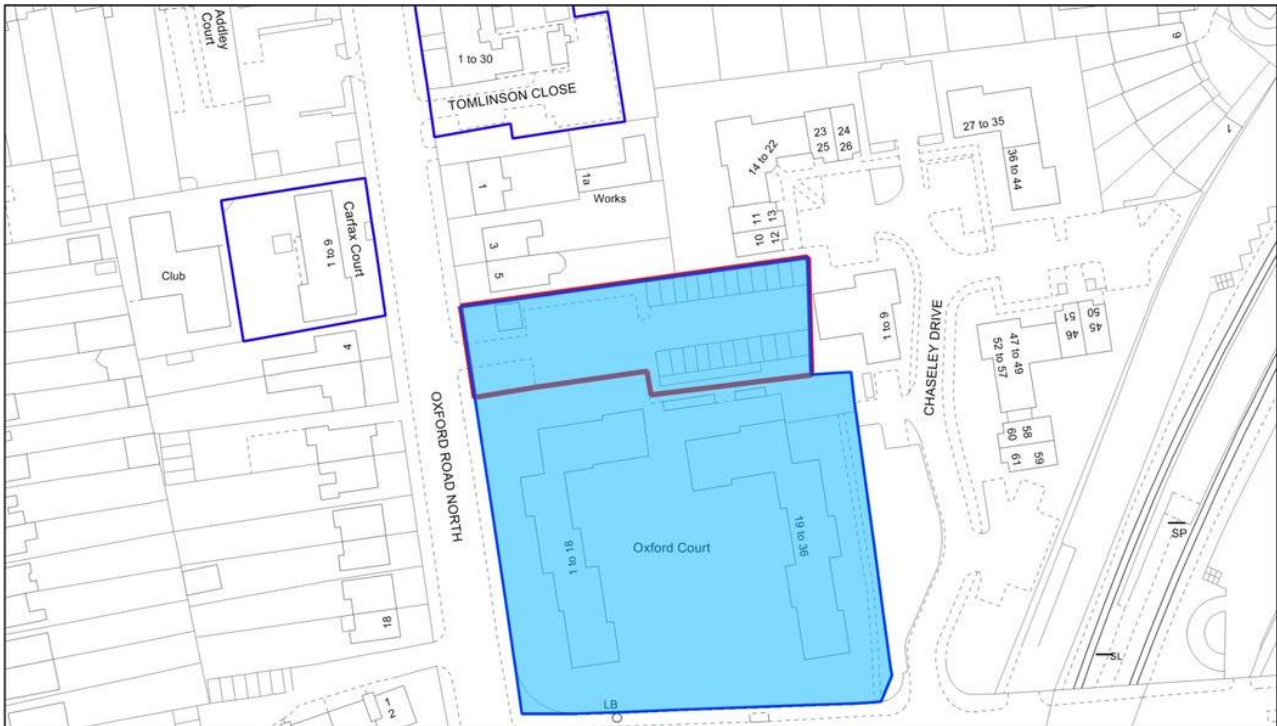 Addley
Court
1 to 30
TOMLINSON CLOSE
9
1
27 to 35
36 to 44
23
25
24
26
14 to 22
11
10
13
12
1
1a
Works
3
5
Carfax Court
1 to 9
Club
4
1 to 9
CHASELEY DRIVE
47 to 49
52 to 57
51
46
50
45
60
58
61
59
OXFORD ROAD NORTH
1 to 18
Oxford Court
19 to 36
SP
SL
18
1
2
LB